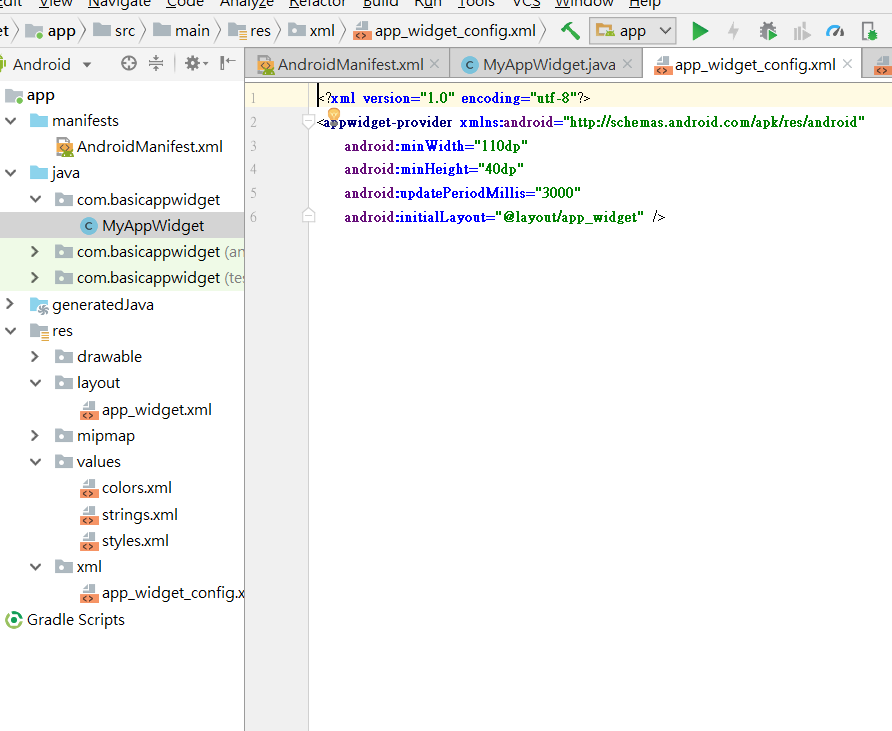 Edit View Navigate Code Analyze Refactor Build Run Tools VCS Window Help
et app src main res xml app_widget_config.xml app
Android
AndroidManifest.xml MyAppWidget.java app_widget_config.xml
app
manifests
AndroidManifest.xml
java
com.basicappwidget
MyAppWidget
com.basicappwidget (an
com.basicappwidget (tes
generatedJava
res
drawable
layout
app_widget.xml
mipmap
values
colors.xml
strings.xml
styles.xml
xml
app_widget_config.x
Gradle Scripts
1 <?xml version="1.0" encoding="utf-8"?>
2 <appwidget-provider xmlns:android="http://schemas.android.com/apk/res/android"
3 android:minWidth="110dp"
4 android:minHeight="40dp"
5 android:updatePeriodMillis="3000"
6 android:initialLayout="@layout/app_widget" />